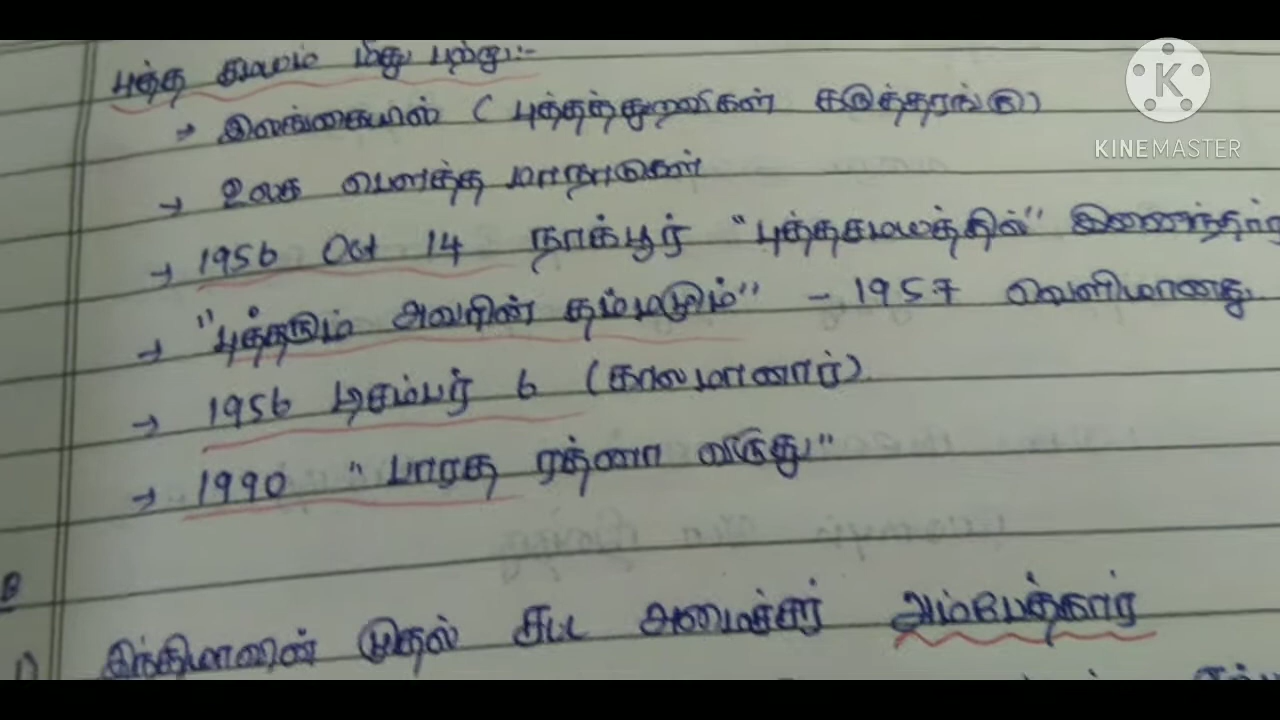 புத்த சமயம் மீது பற்று:-
→ இலங்கையில் ( புத்தத்துறவிகள் கருத்தரங்கு)
→ உலக பௌத்த மாநாடுகள்
→ 1956 Oct 14 நாக்பூர் "புத்தசமயத்தில்" இணைந்தார்
→ "புத்தரும் அவரின் தம்மமும்" - 1957 வெளியானது
→ 1956 டிசம்பர் 6 (காலமானார்)
→ 1990 "பாரத ரத்னா விருது"
இந்தியாவின் முதல் சட்ட அமைச்சர் அம்பேத்கார்
K
KINEMASTER